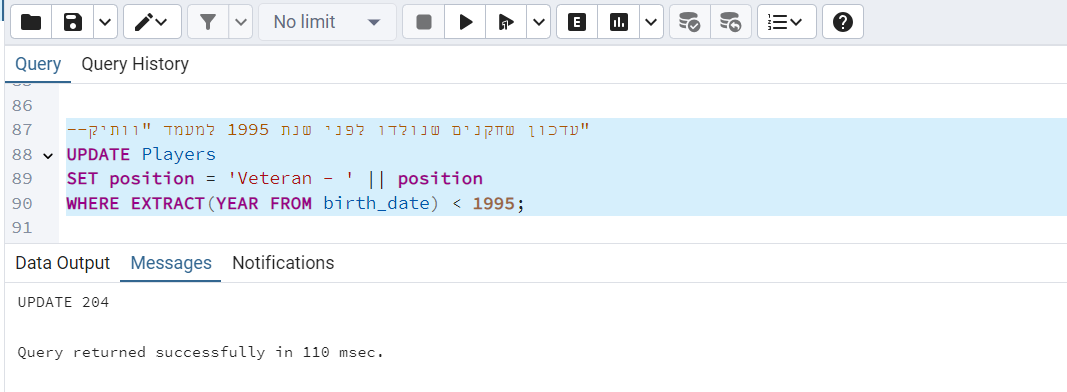 No limit
E
Query Query History
86
87 --עדכון שחקנים שנולדו לפני שנת 1995 למעמד "וותיק"
88 UPDATE Players
89 SET position = 'Veteran - ' || position
90 WHERE EXTRACT(YEAR FROM birth_date) < 1995;
91
Data Output Messages Notifications
UPDATE 204
Query returned successfully in 110 msec.